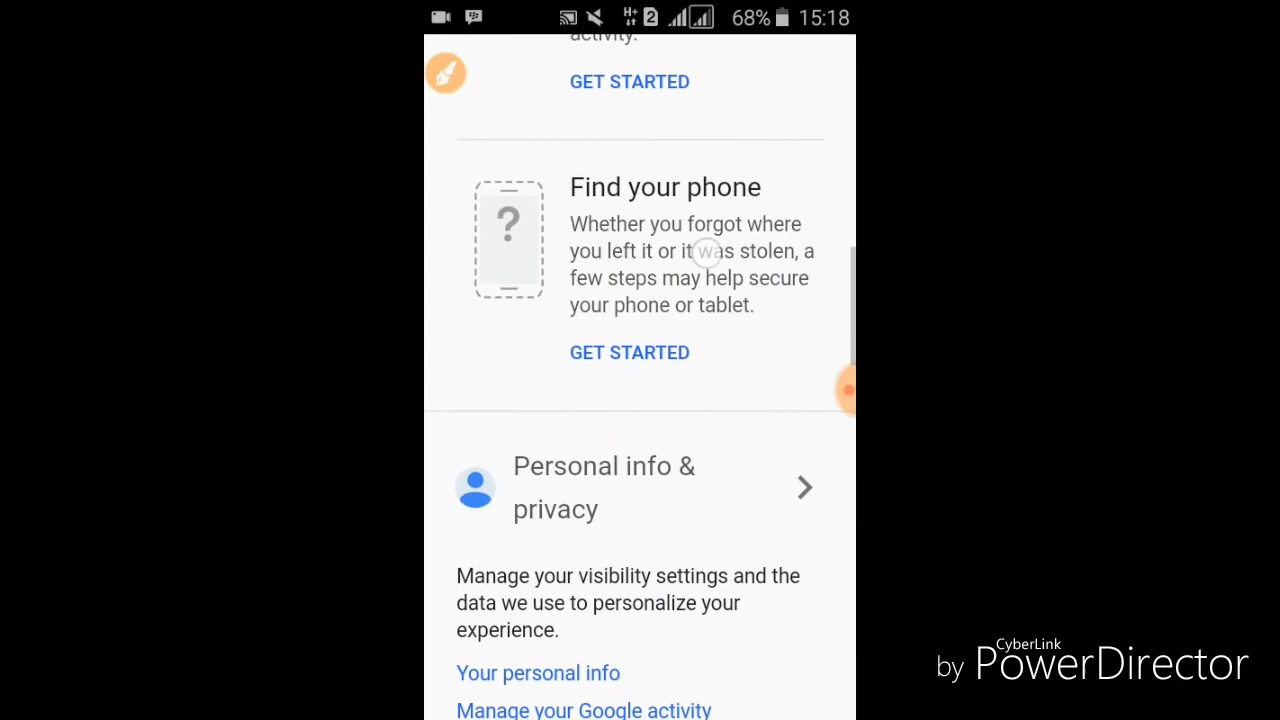 H+ 2 68% 15:18
activity.
GET STARTED
?
Find your phone
Whether you forgot where
you left it or it was stolen, a
few steps may help secure
your phone or tablet.
GET STARTED
Personal info &
privacy
Manage your visibility settings and the
data we use to personalize your
experience.
Your personal info
Manage your Google activity
CyberLink
by PowerDirector